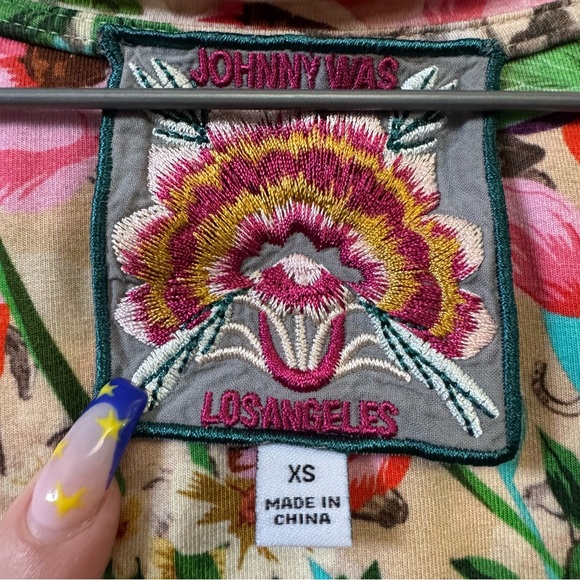 JOHNNY WAS
LOS ANGELES
XS
MADE IN
CHINA